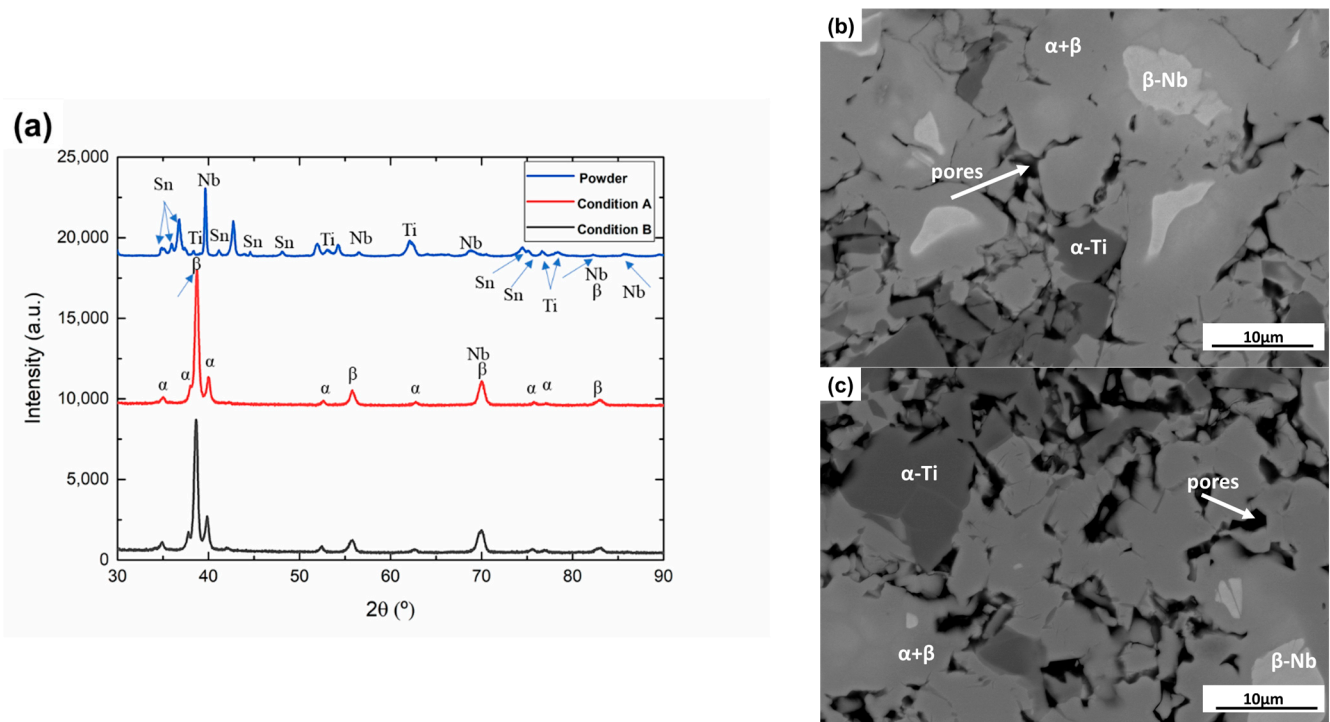 (a)
25,000
20,000
15,000
10,000
5,000
0
Intensity (a.u.)
30
40
50
60
70
80
90
2θ (º)
Powder
Condition A
Condition B
Sn
Nb
Ti
Sn
Sn
Sn
Ti
Nb
Ti
Nb
Sn
Sn
Ti
Nb
β
Nb
β
α
α
α
α
β
α
Nb
β
α
α
β
(b)
α+β
β-Nb
pores
α-Ti
10μm
(c)
α-Ti
pores
α+β
β-Nb
10μm